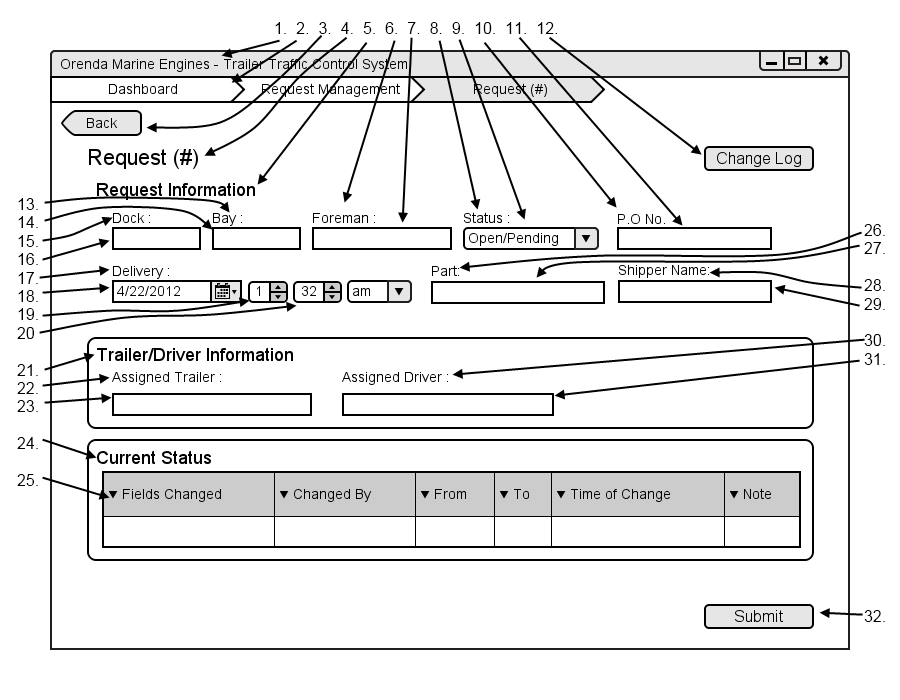 1. 2. 3. 4. 5. 6. 7. 8. 9. 10. 11. 12.
Orenda Marine Engines - Trailer Traffic Control System
Dashboard Request Management Request (#)
Back
Request (#) Change Log
Request Information
13.
14. Dock : Bay : Foreman : Status : P.O No.
15. 26.
16. Open/Pending 27.
17. Delivery : Part: Shipper Name:
18. 4/22/2012 1 32 am 28.
19. 29.
20
21. Trailer/Driver Information 30.
22. Assigned Trailer : Assigned Driver : 31.
23.
24. Current Status
25. Fields Changed Changed By From To Time of Change Note
Submit 32.